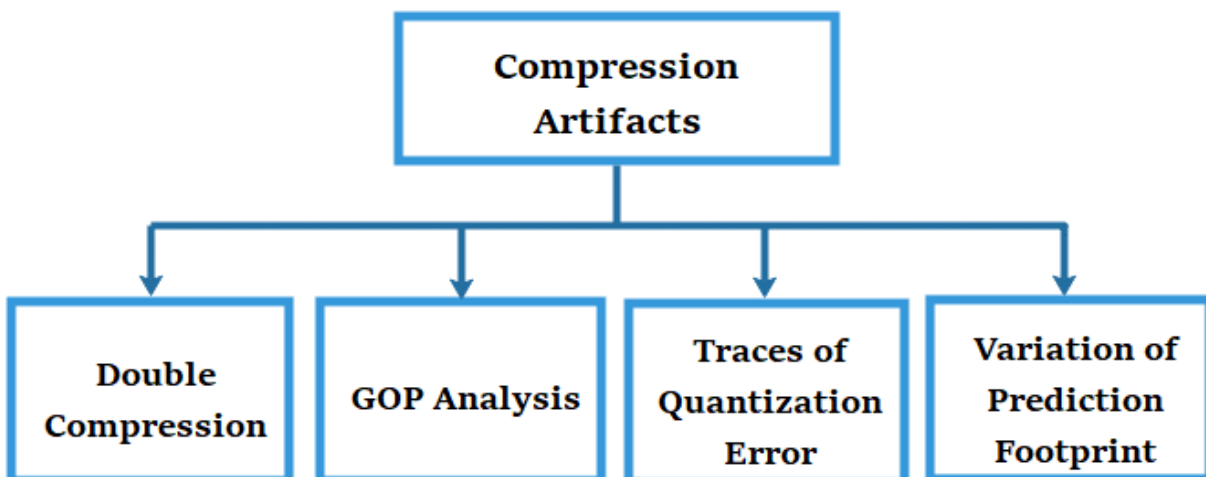 Compression
Artifacts
Double
Compression
GOP Analysis
Traces of
Quantization
Error
Variation of
Prediction
Footprint